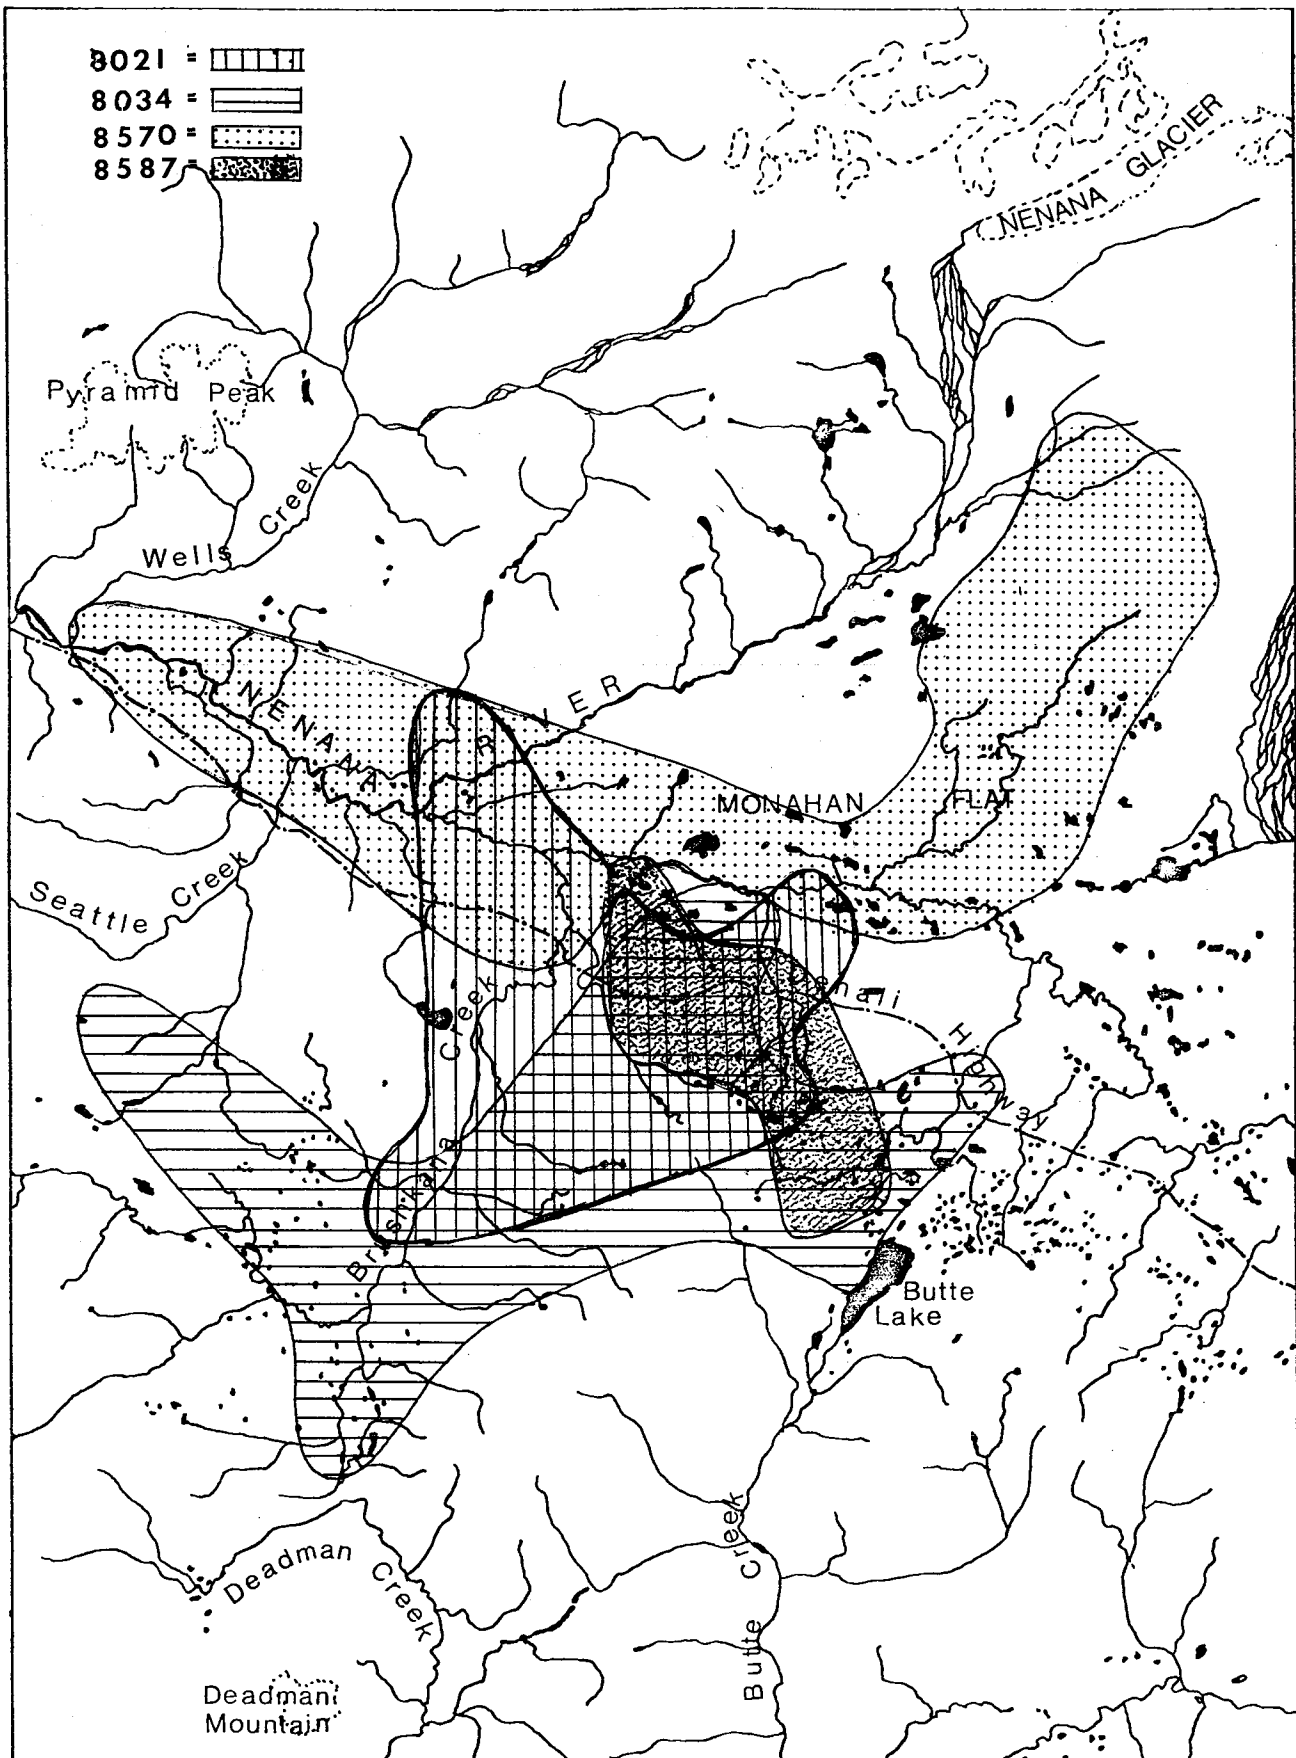 8021 =
8034 =
8570 =
8587 =
NENANA GLACIER
Pyramid Peak
Wells Creek
NENANA RIVER
MONAHAN FLAT
Seattle Creek
Brushkana Creek
Highway
Butte
Lake
Deadman Creek
Butte Creek
Deadman
Mountain